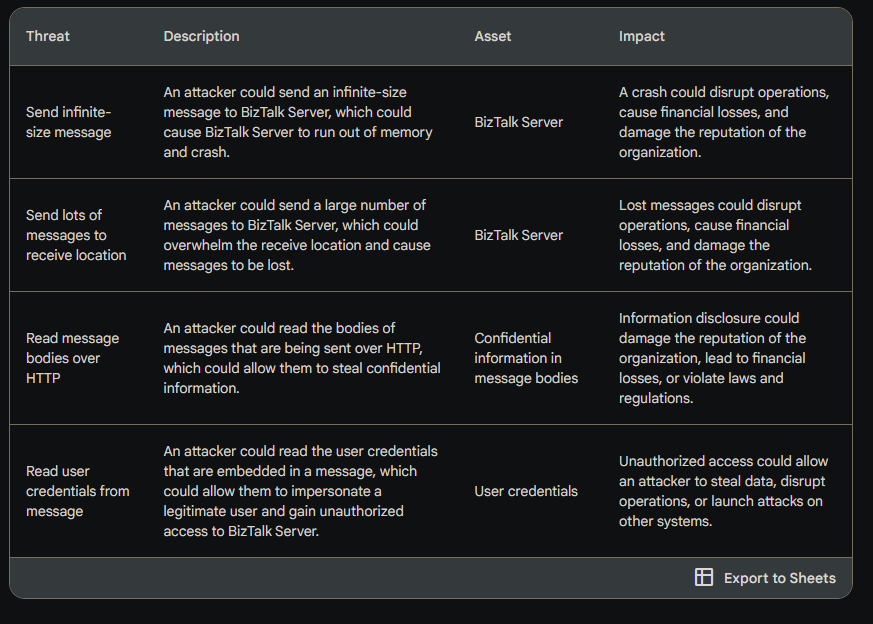 Threat Description Asset Impact
Send infinite-
size message
An attacker could send an infinite-size
message to BizTalk Server, which could
cause BizTalk Server to run out of memory
and crash.
BizTalk Server
A crash could disrupt operations,
cause financial losses, and
damage the reputation of the
organization.
Send lots of
messages to
receive location
An attacker could send a large number of
messages to BizTalk Server, which could
overwhelm the receive location and cause
messages to be lost.
BizTalk Server
Lost messages could disrupt
operations, cause financial
losses, and damage the
reputation of the organization.
Read message
bodies over
HTTP
An attacker could read the bodies of
messages that are being sent over HTTP,
which could allow them to steal confidential
information.
Confidential
information in
message bodies
Information disclosure could
damage the reputation of the
organization, lead to financial
losses, or violate laws and
regulations.
Read user
credentials from
message
An attacker could read the user credentials
that are embedded in a message, which
could allow them to impersonate a
legitimate user and gain unauthorized
access to BizTalk Server.
User credentials
Unauthorized access could allow
an attacker to steal data, disrupt
operations, or launch attacks on
other systems.
Export to Sheets